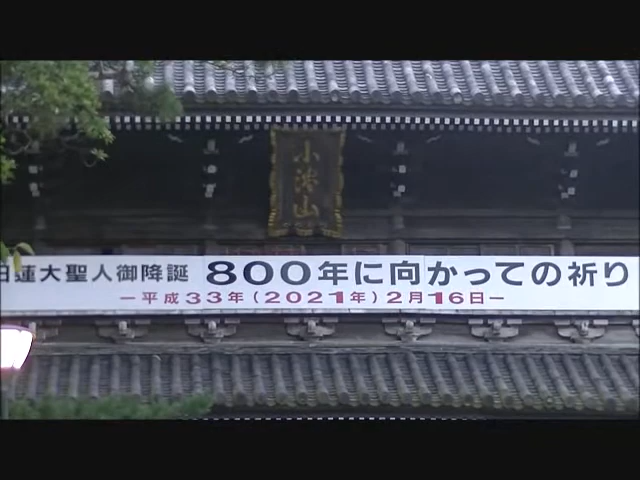 小湊山
日蓮大聖人御降誕 800年に向かっての祈り
ー平成33年（2021年）2月16日ー